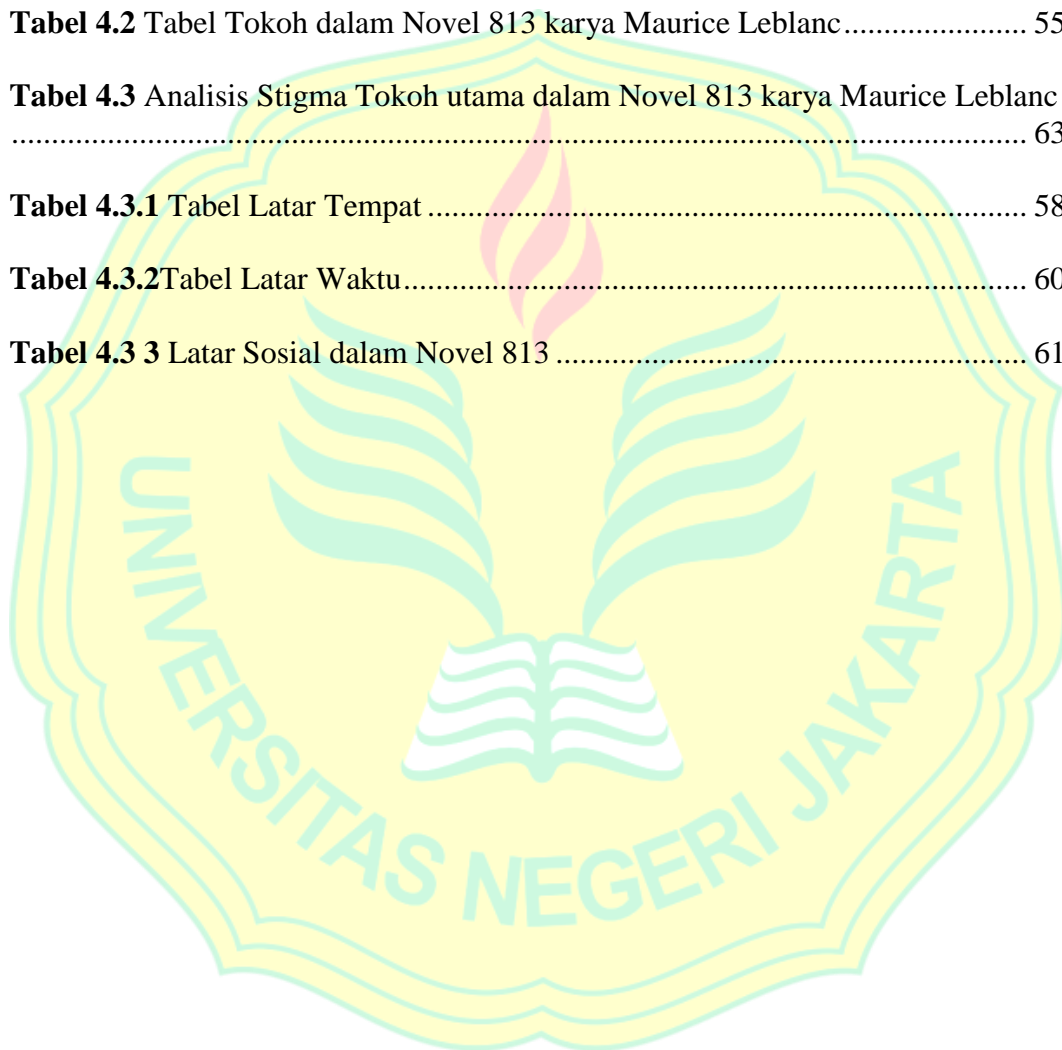 Tabel 4.2 Tabel Tokoh dalam Novel 813 karya Maurice Leblanc ...................... 55
Tabel 4.3 Analisis Stigma Tokoh utama dalam Novel 813 karya Maurice Leblanc
............................................................................................................. 63
Tabel 4.3.1 Tabel Latar Tempat ................................................................ 58
Tabel 4.3.2Tabel Latar Waktu.................................................................. 60
Tabel 4.3 3 Latar Sosial dalam Novel 813 .................................................. 61
UNIVERSITAS NEGERI JAKARTA